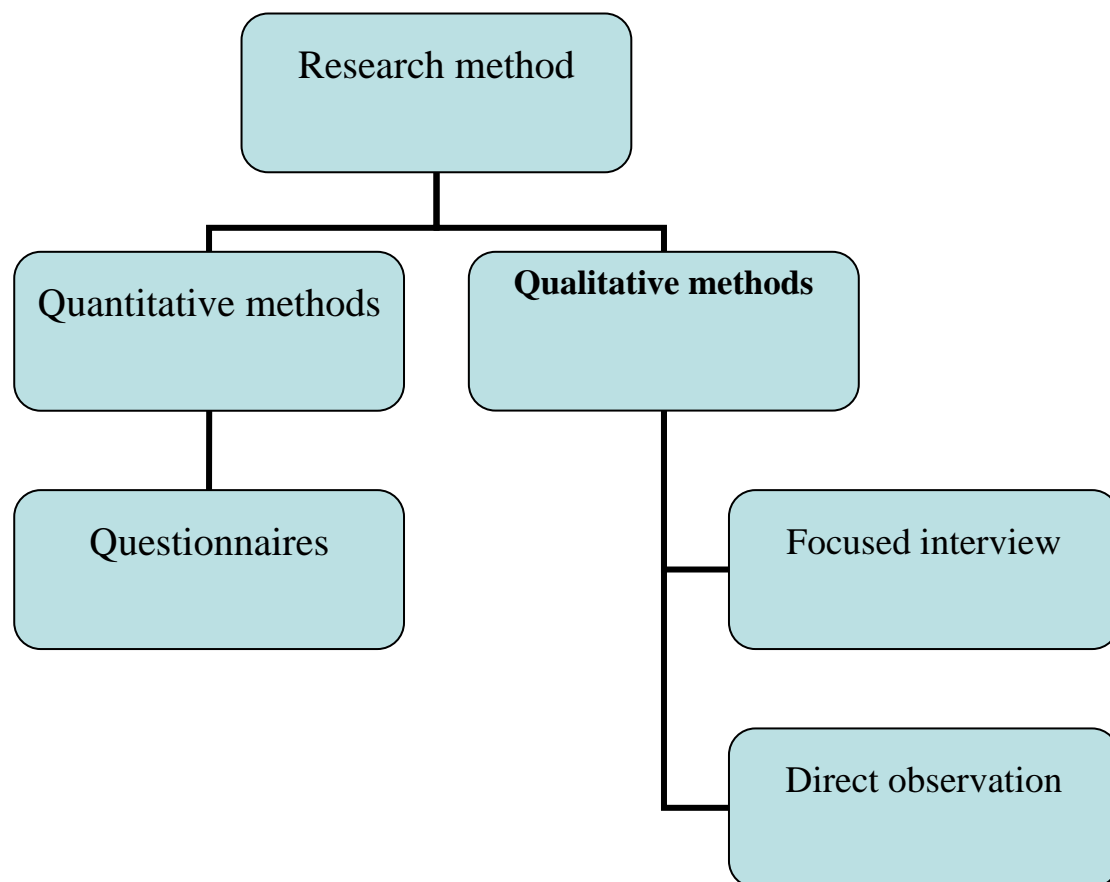 Research method
Quantitative methods
Qualitative methods
Questionnaires
Focused interview
Direct observation